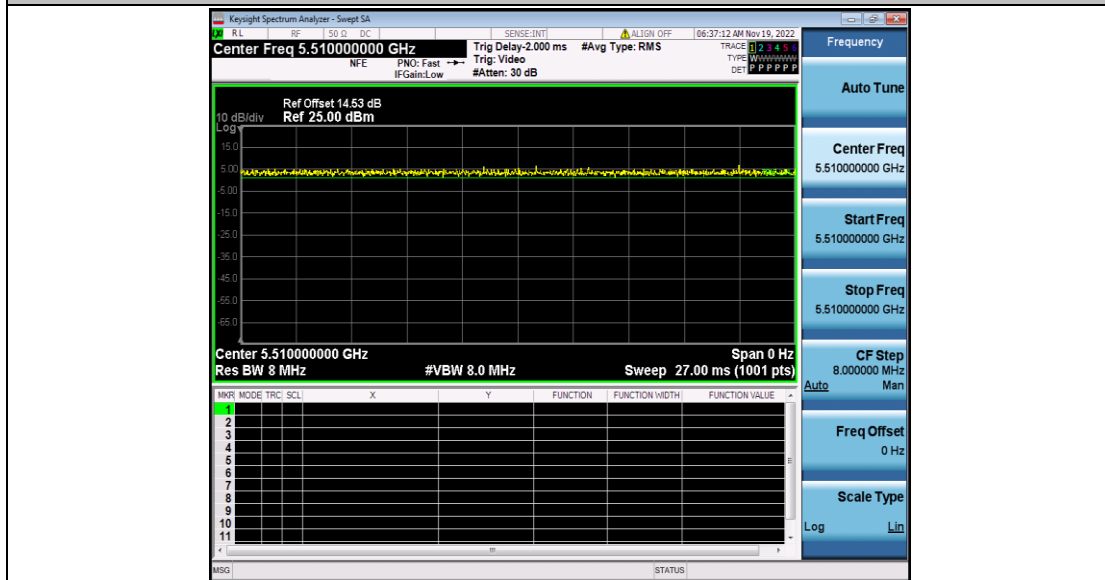 Keysight Spectrum Analyzer - Swept SA
RL RF 50 Ω DC SENSE:INT ALIGN OFF 06:37:12 AM Nov 19, 2022
Center Freq 5.510000000 GHz
NFE PNO: Fast IFGain:Low
Trig Delay-2.000 ms #Avg Type: RMS
Trig: Video
#Atten: 30 dB
TRACE 1 2 3 4 5 6
TYPE WWWWWW
DET P P P P P P
Frequency
Auto Tune
Center Freq
5.510000000 GHz
Start Freq
5.510000000 GHz
Stop Freq
5.510000000 GHz
CF Step
8.000000 MHz
Auto Man
Freq Offset
0 Hz
Scale Type
Log Lin
Ref Offset 14.53 dB
10 dB/div Ref 25.00 dBm
Log
15.0
5.00
-5.00
-15.0
-25.0
-35.0
-45.0
-55.0
-65.0
Center 5.510000000 GHz Span 0 Hz
Res BW 8 MHz #VBW 8.0 MHz Sweep 27.00 ms (1001 pts)
MKR MODE TRC SCL X Y FUNCTION FUNCTION WIDTH FUNCTION VALUE
1
2
3
4
5
6
7
8
9
10
11
MSG STATUS